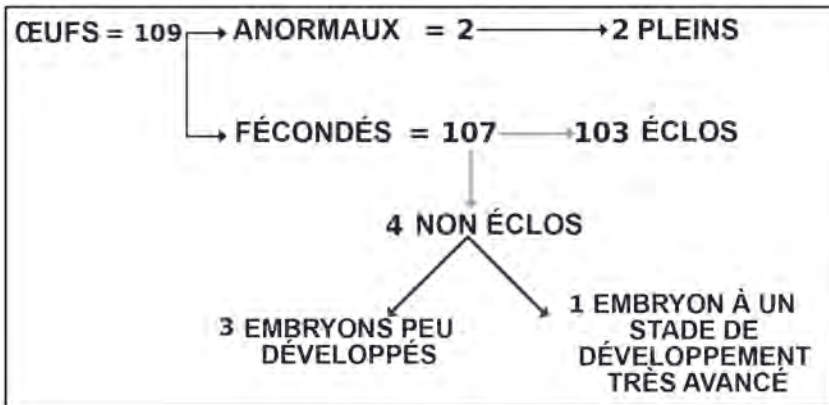 ŒUFS = 109 ANORMAUX = 2 2 PLEINS
FÉCONDÉS = 107 103 ÉCLOS
4 NON ÉCLOS
3 EMBRYONS PEU
DÉVELOPPÉS
1 EMBRYON À UN
STADE DE
DÉVELOPPEMENT
TRÈS AVANCÉ